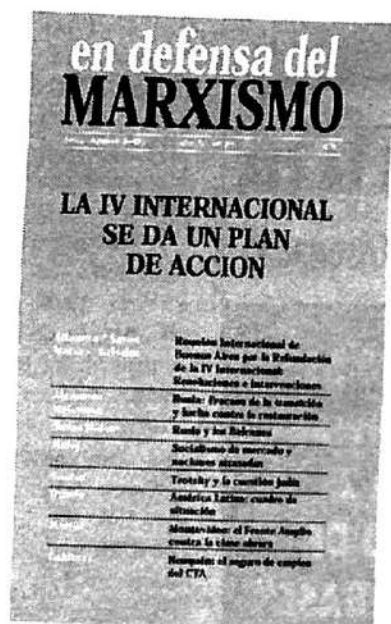 en defensa del
MARXISMO
LA IV INTERNACIONAL
SE DA UN PLAN
DE ACCION
Reunión Internacional de
Buenos Aires por la Refundación
de la IV Internacional:
Resoluciones e intervenciones
Rusia: fracaso de la transición
y lucha contra la restauración
Rusia y los Balcanes
Socialismo de mercado y
naciones atrasadas
Trotsky y la cuestión judía
América Latina: cuadro de
situación
Montevideo: el Frente Amplio
contra la clase obrera
Neuquén: el seguro de empleo
del CTA